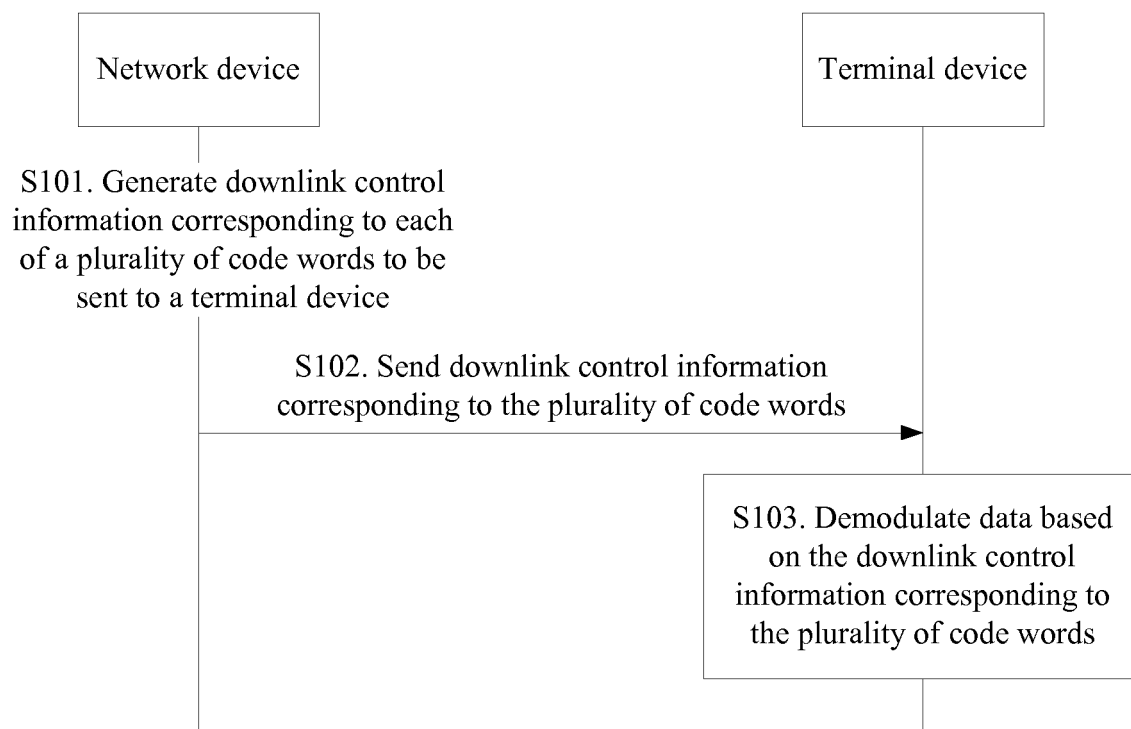 Network device
Terminal device
S101. Generate downlink control
information corresponding to each
of a plurality of code words to be
sent to a terminal device
S102. Send downlink control information
corresponding to the plurality of code words
S103. Demodulate data based
on the downlink control
information corresponding to
the plurality of code words